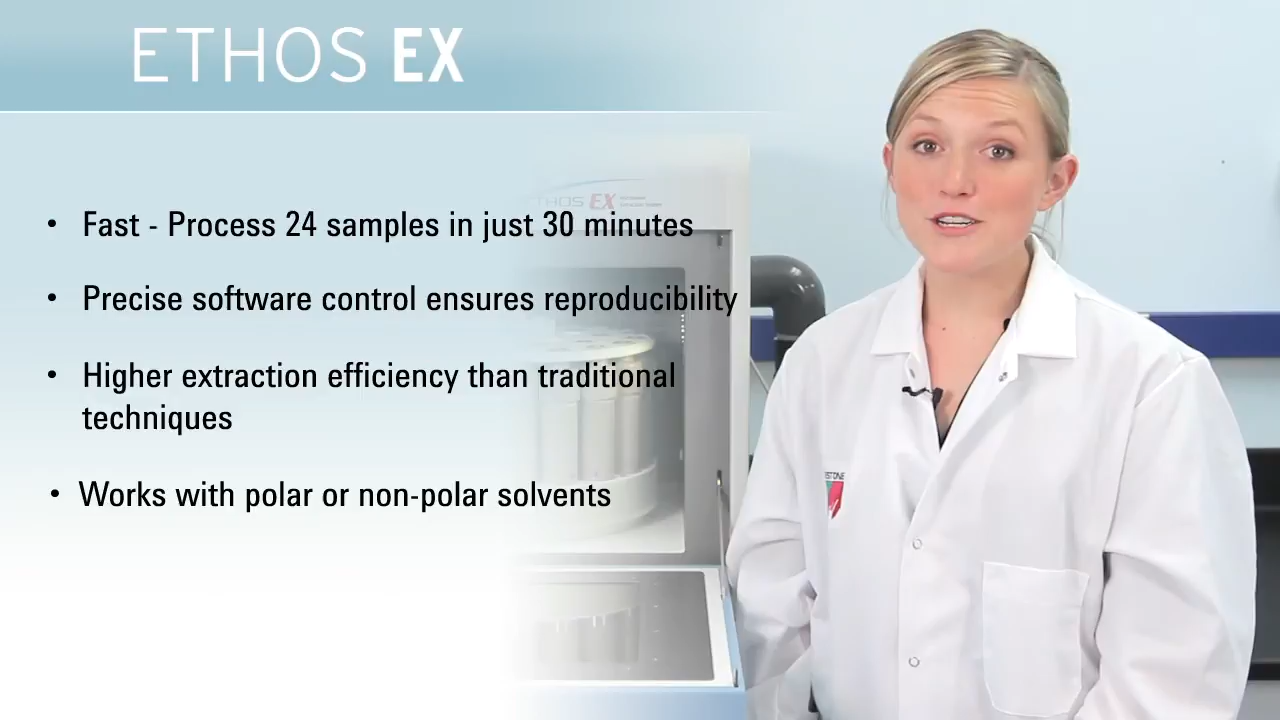 ETHOS EX
• Fast - Process 24 samples in just 30 minutes
• Precise software control ensures reproducibility
• Higher extraction efficiency than traditional
techniques
• Works with polar or non-polar solvents
ETHOS EX